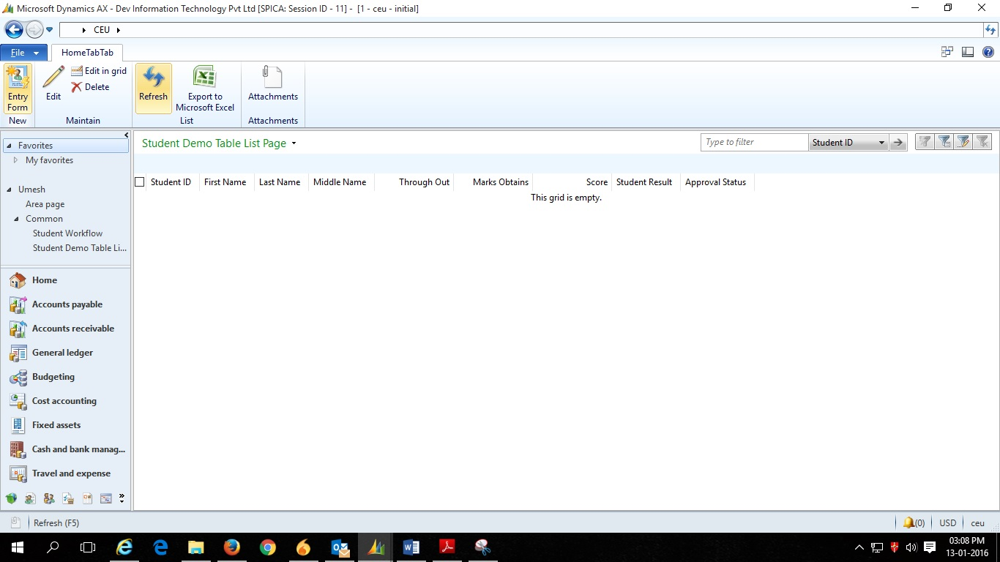 Microsoft Dynamics AX - Dev Information Technology Pvt Ltd [SPICA: Session ID - 11] - [1 - ceu - initial]
CEU
File
HomeTabTab
Entry Form
New
Edit
Edit in grid
Delete
Maintain
Refresh
Export to Microsoft Excel
List
Attachments
Attachments
Favorites
My favorites
Umesh
Area page
Common
Student Workflow
Student Demo Table Li...
Home
Accounts payable
Accounts receivable
General ledger
Budgeting
Cost accounting
Fixed assets
Cash and bank manag...
Travel and expense
Student Demo Table List Page
Type to filter
Student ID
Student ID First Name Last Name Middle Name Through Out Marks Obtains Score Student Result Approval Status
This grid is empty.
Refresh (F5)
(0) USD ceu
03:08 PM
13-01-2016